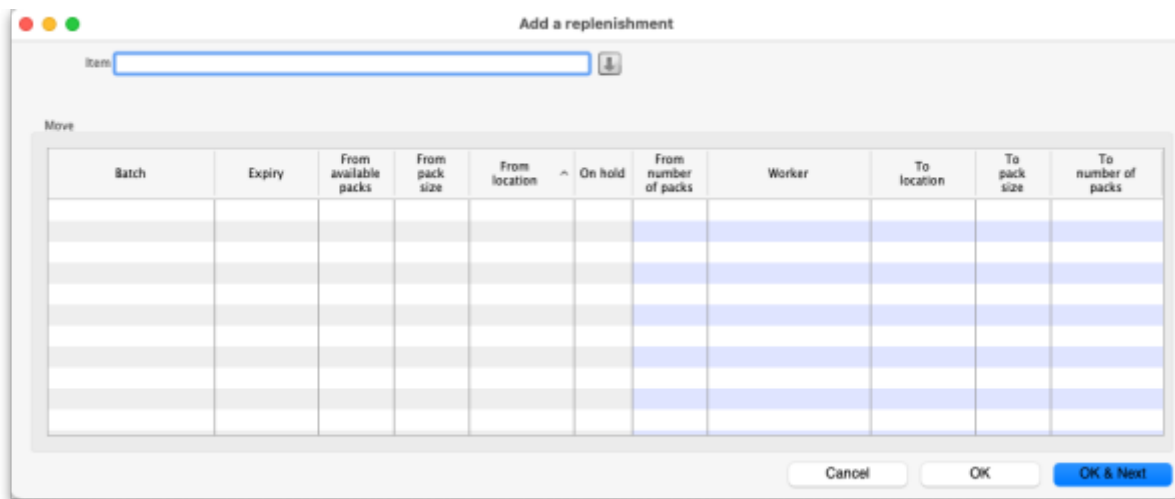 Add a replenishment
Item
Move
Batch Expiry From available packs From pack size From location On hold From number of packs Worker To location To pack size To number of packs
Cancel OK OK & Next